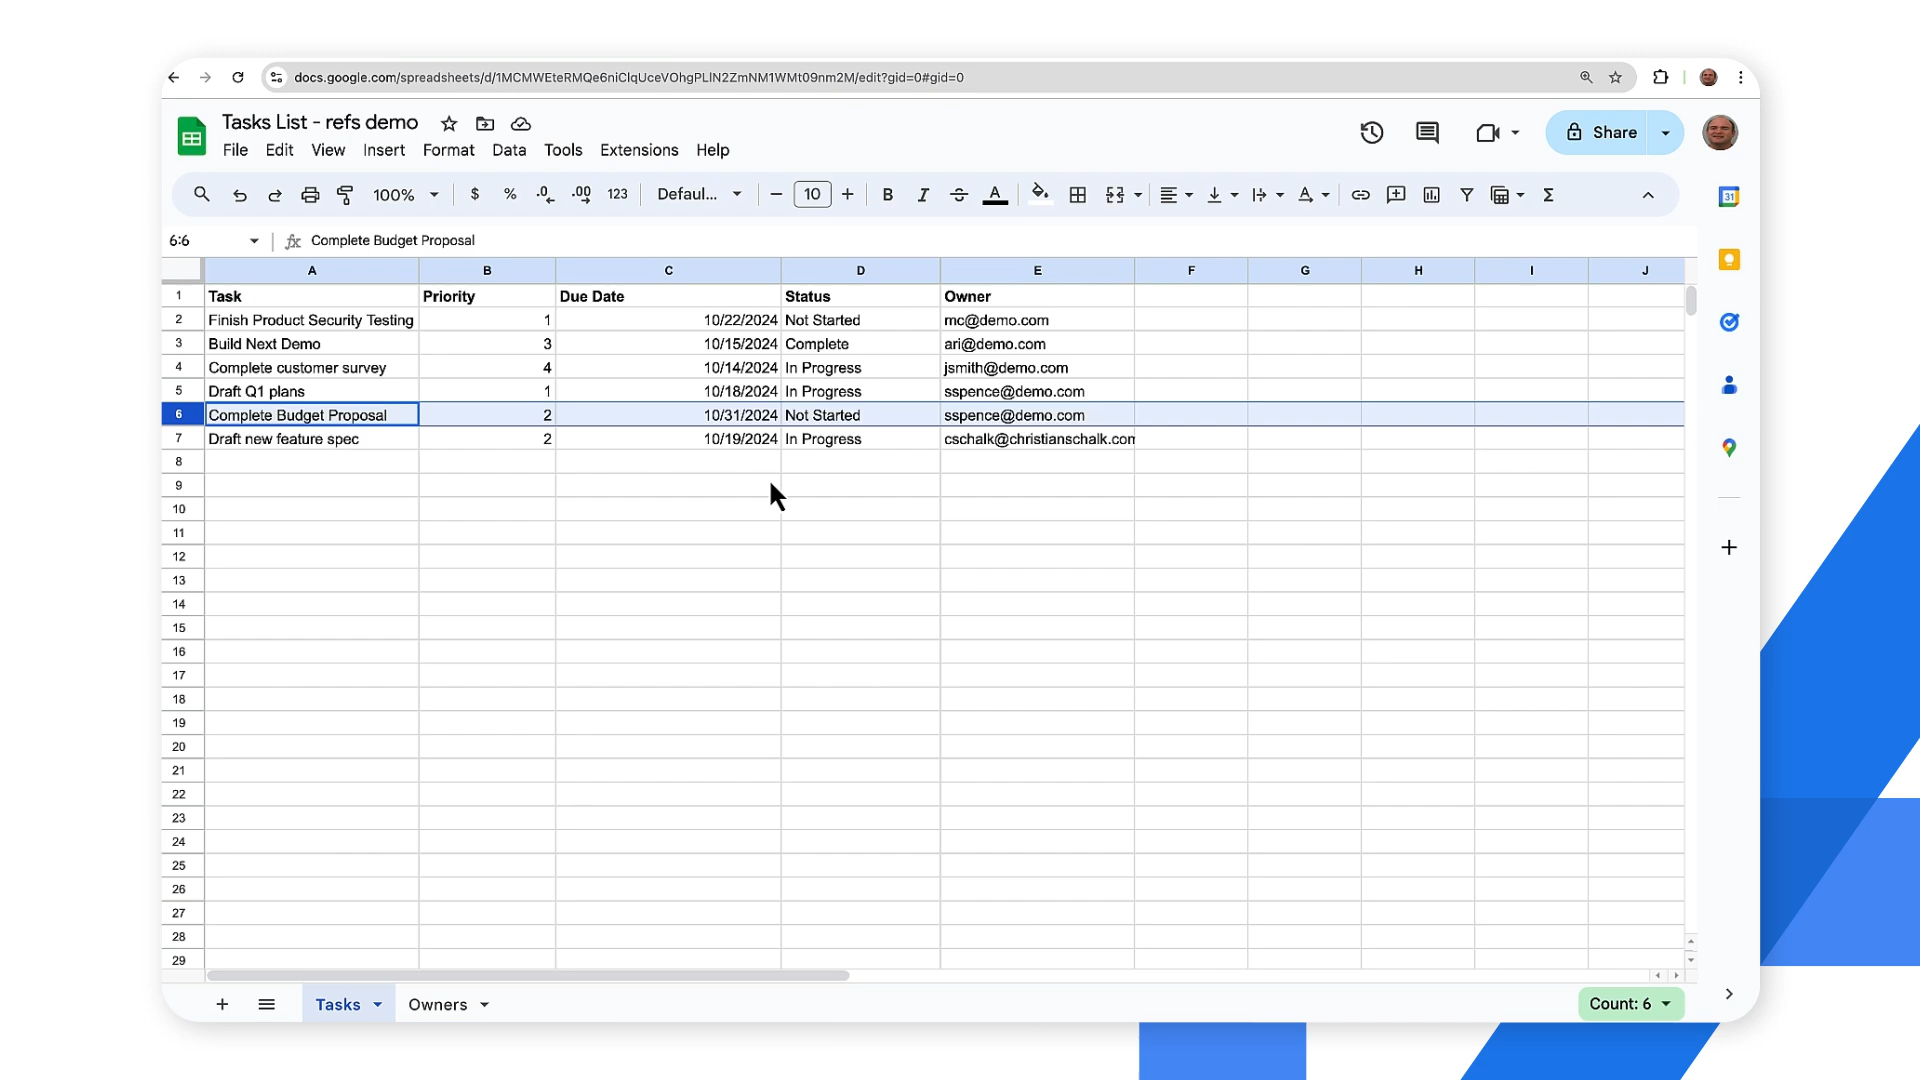 docs.google.com/spreadsheets/d/1MCMWEteRMQe6niClqUceVOhgPLlN2ZmNM1WMt09nm2M/edit?gid=0#gid=0
Tasks List - refs demo
File Edit View Insert Format Data Tools Extensions Help
Share
100% $ % .0 .00 123 Defaul... − 10 + B I A Σ
31
6:6 fx Complete Budget Proposal
A B C D E F G H I J
1 Task Priority Due Date Status Owner
2 Finish Product Security Testing 1 10/22/2024 Not Started mc@demo.com
3 Build Next Demo 3 10/15/2024 Complete ari@demo.com
4 Complete customer survey 4 10/14/2024 In Progress jsmith@demo.com
5 Draft Q1 plans 1 10/18/2024 In Progress sspence@demo.com
6 Complete Budget Proposal 2 10/31/2024 Not Started sspence@demo.com
7 Draft new feature spec 2 10/19/2024 In Progress cschalk@christianschalk.com
8
9
10
11
12
13
14
15
16
17
18
19
20
21
22
23
24
25
26
27
28
29
Tasks Owners Count: 6